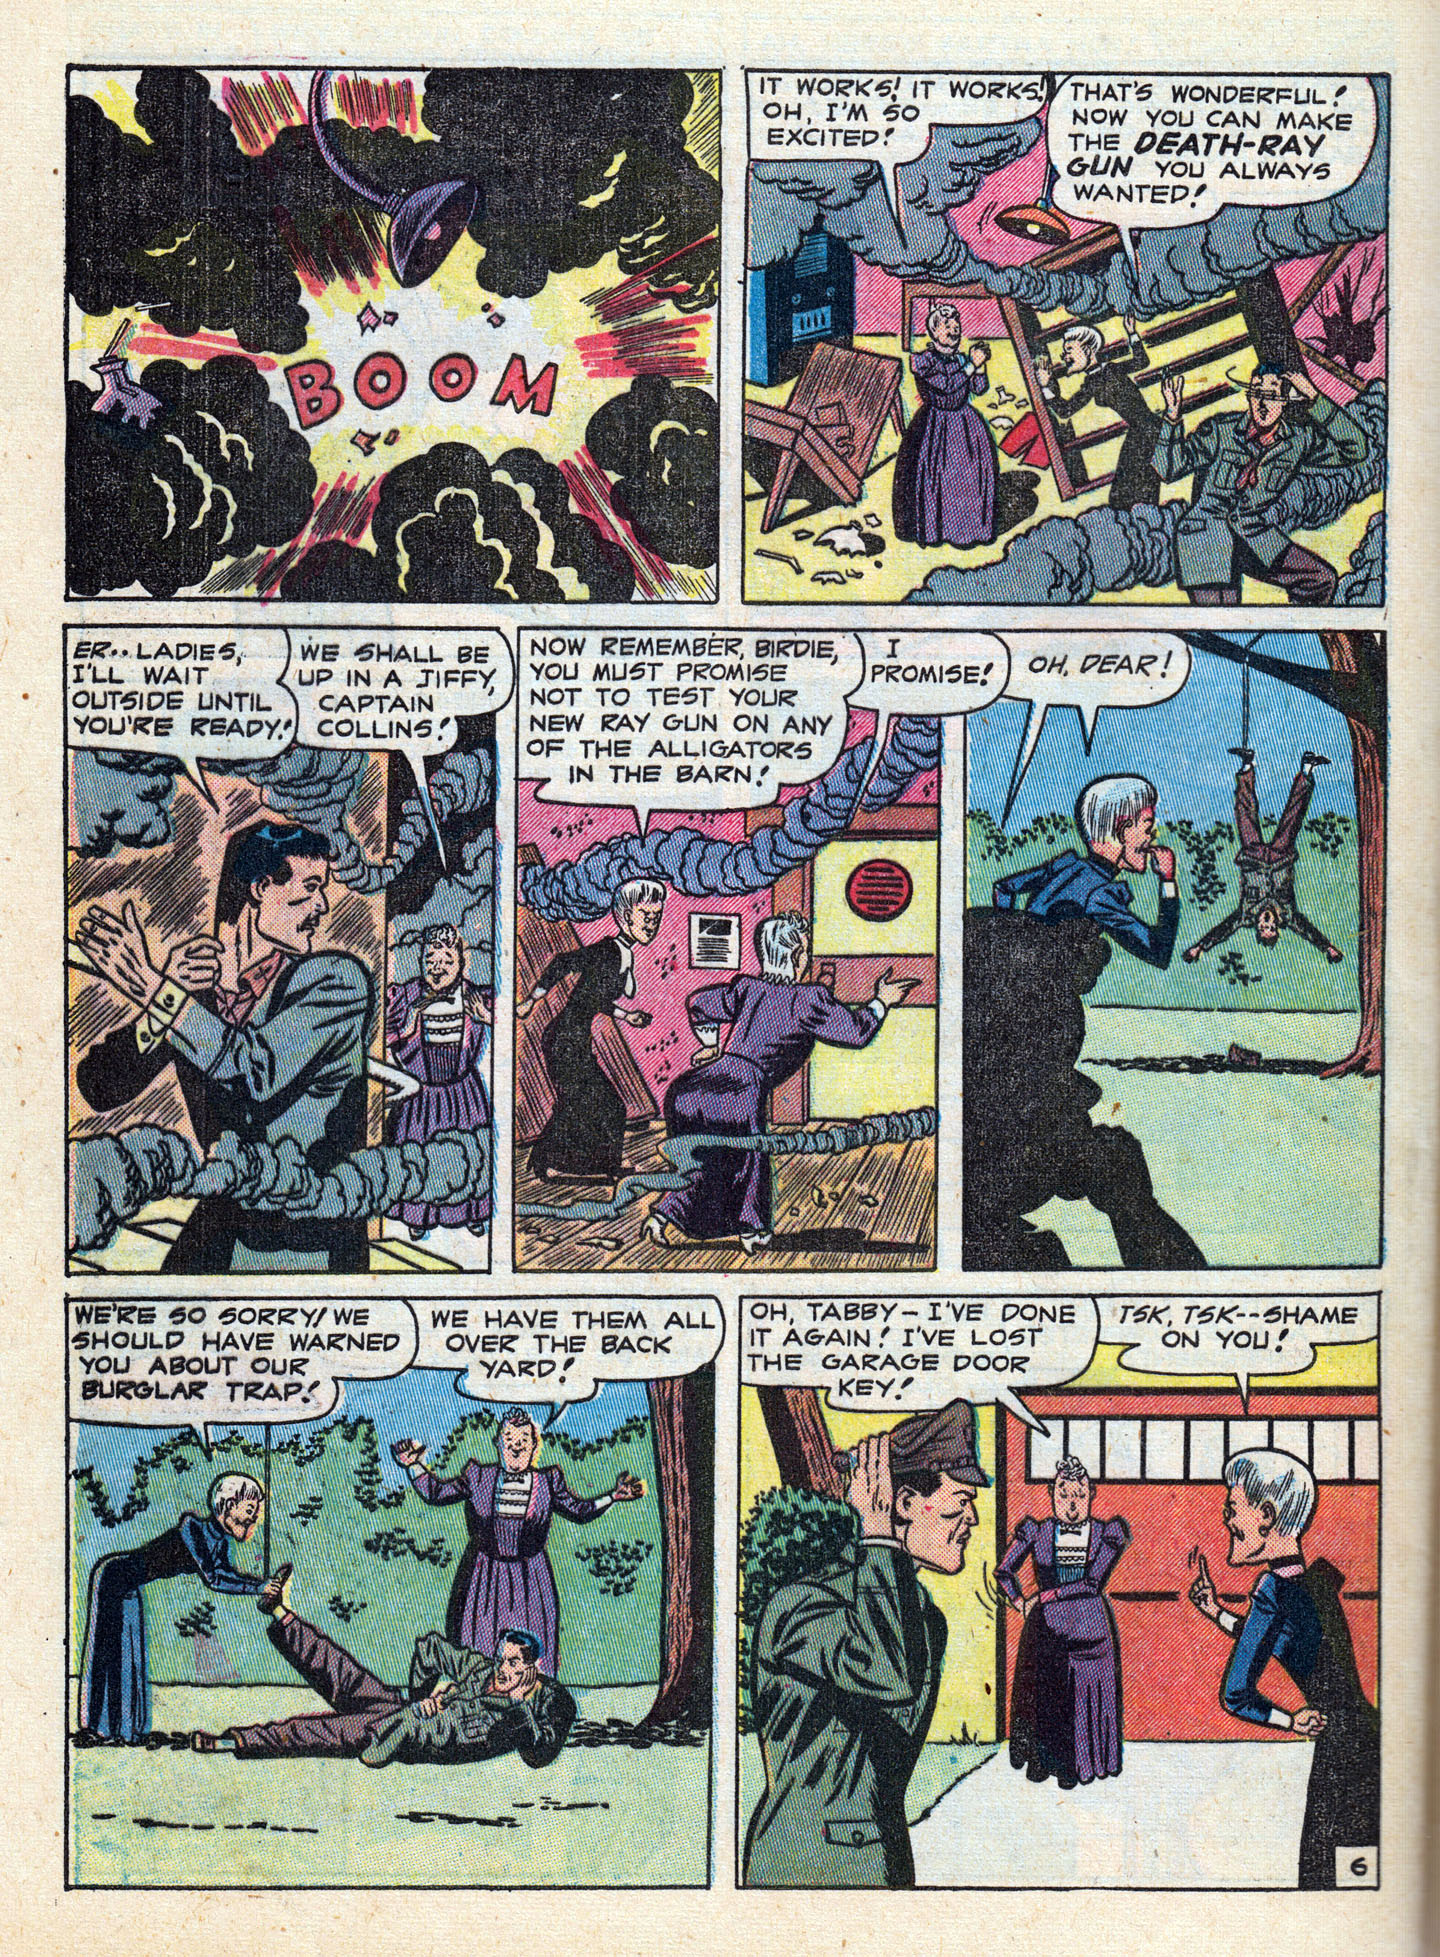 BOOM
IT WORKS! IT WORKS!
OH, I'M SO
EXCITED!
THAT'S WONDERFUL!
NOW YOU CAN MAKE
THE DEATH-RAY
GUN YOU ALWAYS
WANTED!
ER.. LADIES,
I'LL WAIT
OUTSIDE UNTIL
YOU'RE READY!
WE SHALL BE
UP IN A JIFFY,
CAPTAIN
COLLINS!
NOW REMEMBER, BIRDIE,
YOU MUST PROMISE
NOT TO TEST YOUR
NEW RAY GUN ON ANY
OF THE ALLIGATORS
IN THE BARN!
I
PROMISE!
OH, DEAR!
WE'RE SO SORRY! WE
SHOULD HAVE WARNED
YOU ABOUT OUR
BURGLAR TRAP!
WE HAVE THEM ALL
OVER THE BACK
YARD!
OH, TABBY - I'VE DONE
IT AGAIN! I'VE LOST
THE GARAGE DOOR
KEY!
TSK, TSK -- SHAME
ON YOU!
6